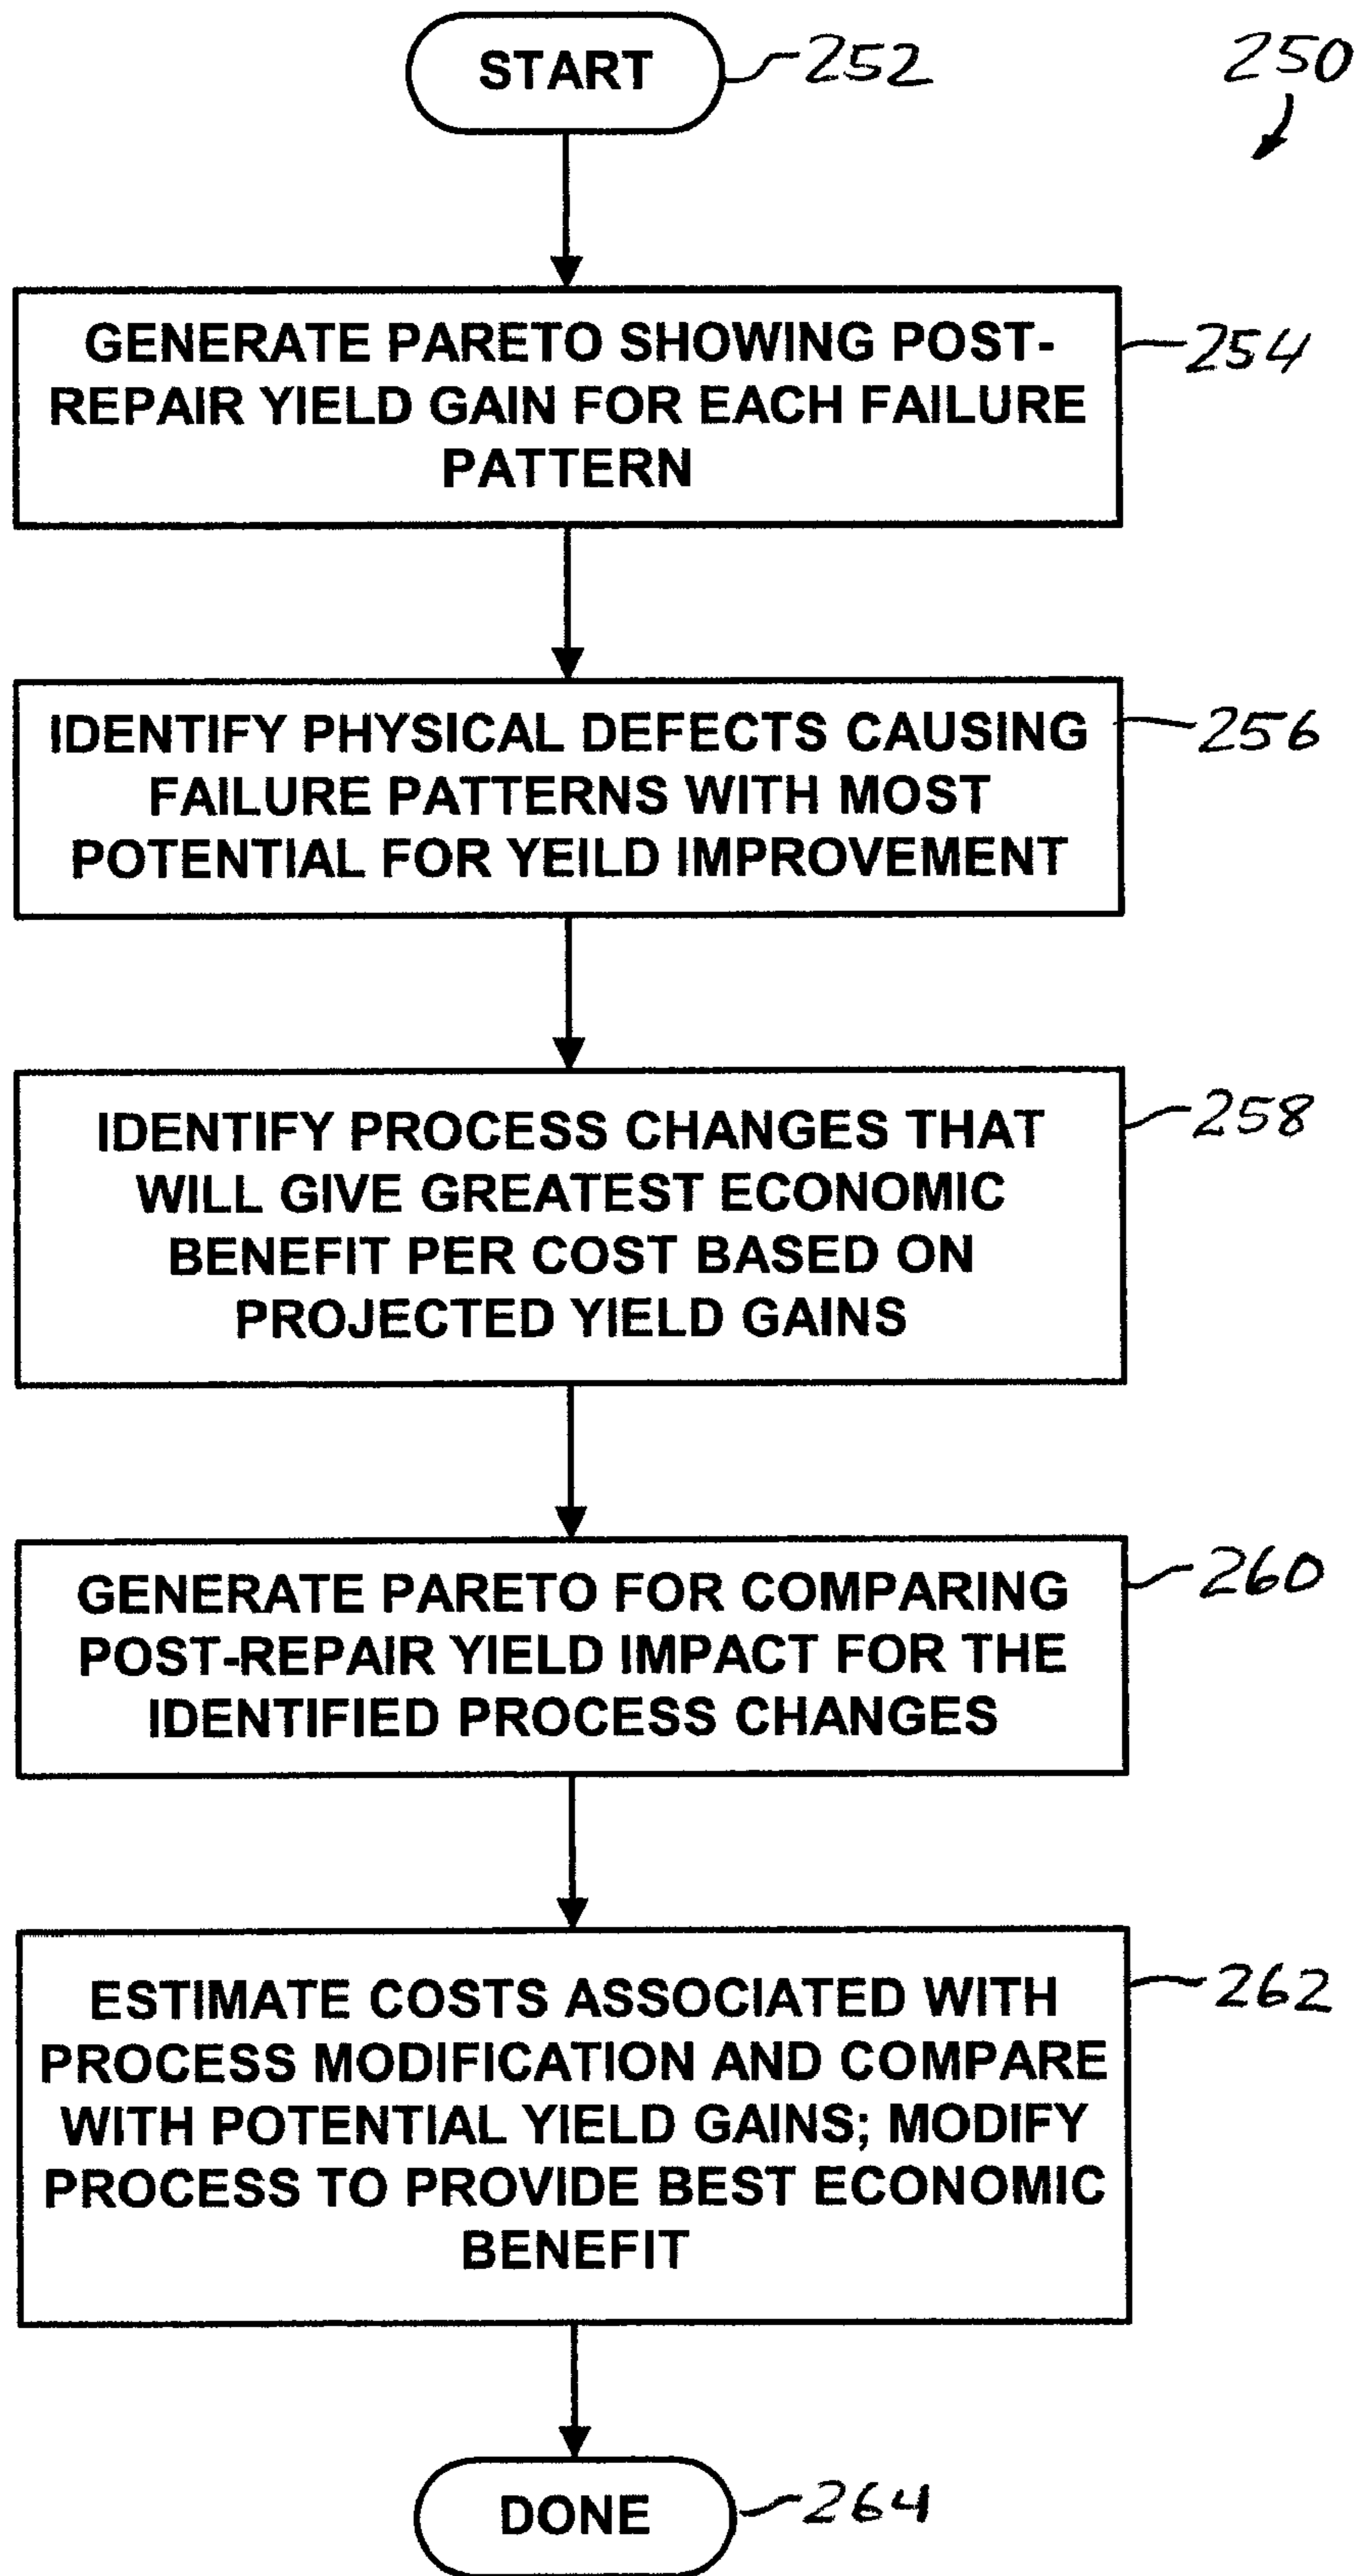 START
252
250
GENERATE PARETO SHOWING POST-
REPAIR YIELD GAIN FOR EACH FAILURE
PATTERN
254
IDENTIFY PHYSICAL DEFECTS CAUSING
FAILURE PATTERNS WITH MOST
POTENTIAL FOR YEILD IMPROVEMENT
256
IDENTIFY PROCESS CHANGES THAT
WILL GIVE GREATEST ECONOMIC
BENEFIT PER COST BASED ON
PROJECTED YIELD GAINS
258
GENERATE PARETO FOR COMPARING
POST-REPAIR YIELD IMPACT FOR THE
IDENTIFIED PROCESS CHANGES
260
ESTIMATE COSTS ASSOCIATED WITH
PROCESS MODIFICATION AND COMPARE
WITH POTENTIAL YIELD GAINS; MODIFY
PROCESS TO PROVIDE BEST ECONOMIC
BENEFIT
262
DONE
264